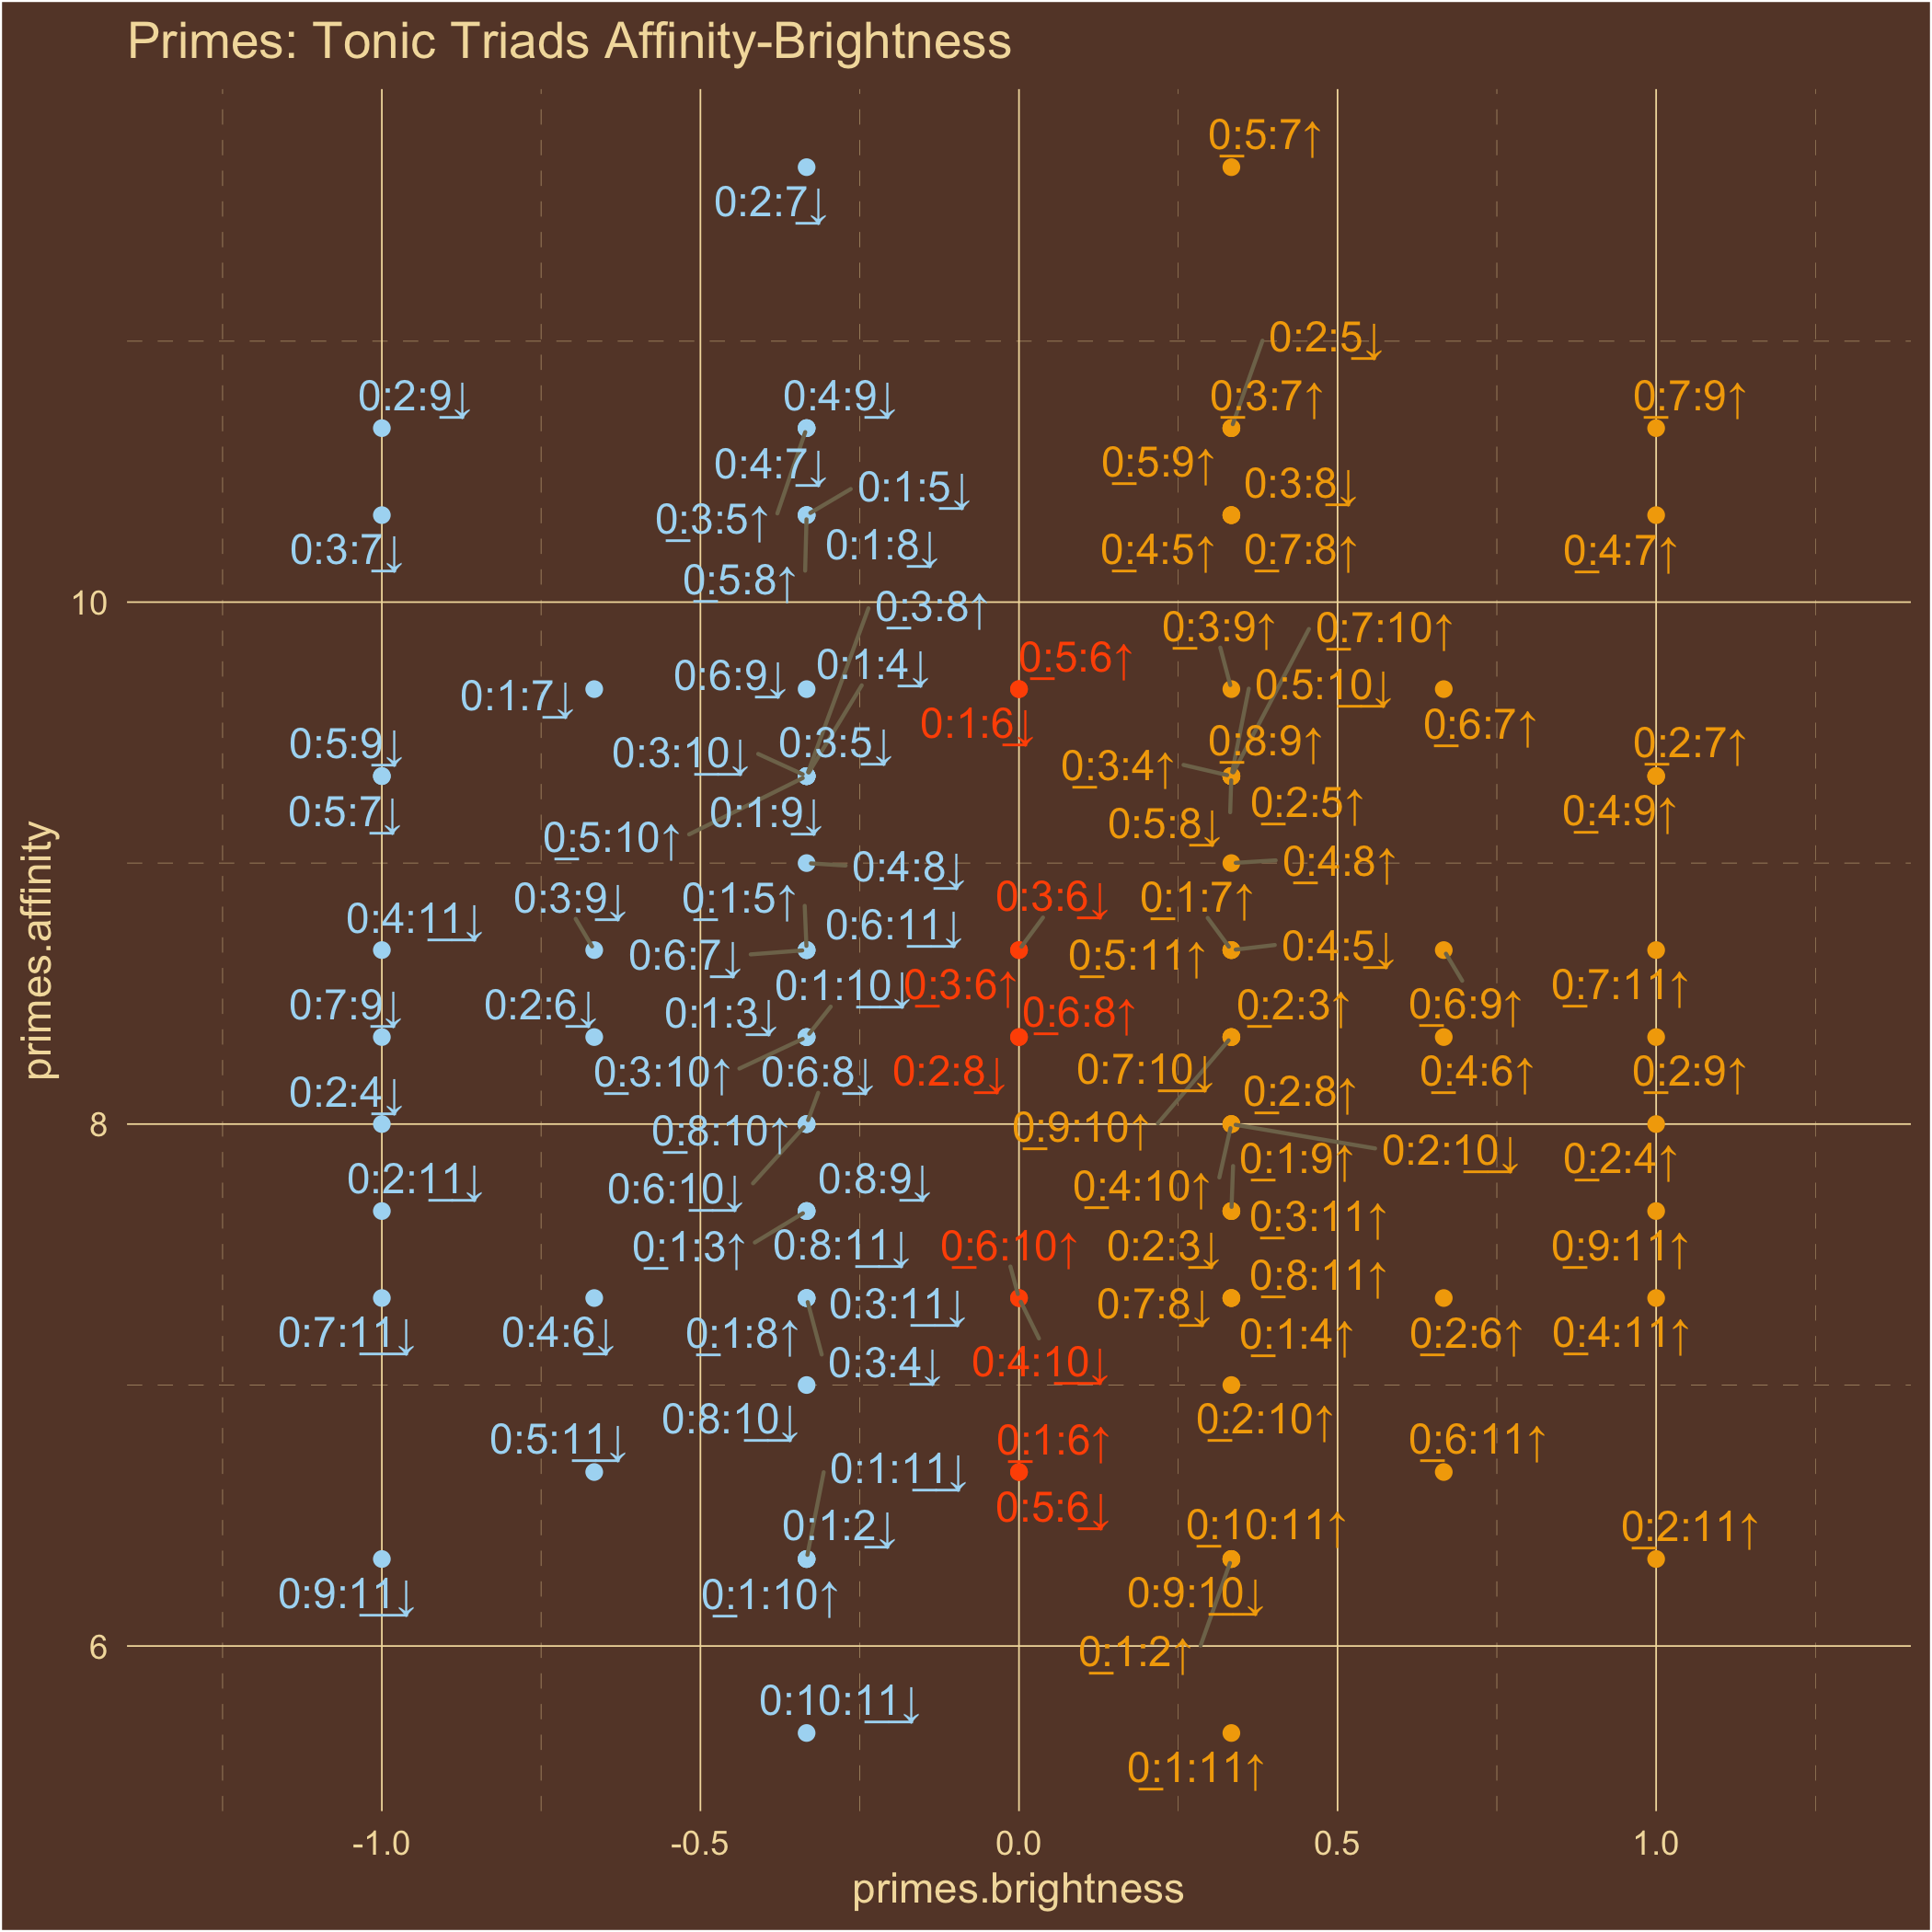 Primes: Tonic Triads Affinity-Brightness
0:5:7↑
0:2:7↓
0:2:5↓
0:2:9↓ 0:4:9↓ 0:3:7↑ 0:7:9↑
0:4:7↓ 0:5:9↑
0:1:5↓ 0:3:8↓
0:3:5↑
0:3:7↓ 0:1:8↓ 0:4:5↑ 0:7:8↑ 0:4:7↑
0:5:8↑
10
0:3:8↑
0:3:9↑ 0:7:10↑
0:6:9↓ 0:1:4↓ 0:5:6↑
0:1:7↓ 0:5:10↓
0:1:6↓ 0:6:7↑
0:5:9↓ 0:3:10↓ 0:3:5↓ 0:8:9↑ 0:2:7↑
0:3:4↑
0:5:7↓ 0:1:9↓ 0:2:5↑ 0:4:9↑
0:5:10↑ 0:5:8↓
0:4:8↓ 0:4:8↑
0:3:9↓ 0:1:5↑ 0:3:6↓ 0:1:7↑
0:4:11↓ 0:6:11↓
0:6:7↓ 0:5:11↑ 0:4:5↓
0:1:10↓ 0:3:6↑ 0:7:11↑
0:7:9↓ 0:2:6↓ 0:1:3↓ 0:6:8↑ 0:2:3↑ 0:6:9↑
primes.affinity
0:3:10↑ 0:6:8↓ 0:2:8↓ 0:7:10↓ 0:4:6↑ 0:2:9↑
0:2:4↓ 0:2:8↑
8
0:8:10↑ 0:9:10↑
0:2:10↓
0:2:11↓ 0:6:10↓ 0:8:9↓ 0:4:10↑ 0:1:9↑ 0:2:4↑
0:3:11↑
0:1:3↑ 0:8:11↓ 0:6:10↑ 0:2:3↓ 0:9:11↑
0:8:11↑
0:3:11↓ 0:7:8↓
0:7:11↓ 0:4:6↓ 0:1:8↑ 0:1:4↑ 0:2:6↑ 0:4:11↑
0:3:4↓ 0:4:10↓
0:8:10↓ 0:2:10↑
0:5:11↓ 0:1:6↑ 0:6:11↑
0:1:11↓
0:5:6↓
0:1:2↓ 0:10:11↑ 0:2:11↑
0:9:11↓ 0:1:10↑ 0:9:10↓
6
0:1:2↑
0:10:11↓
0:1:11↑
-1.0 -0.5 0.0 0.5 1.0
primes.brightness